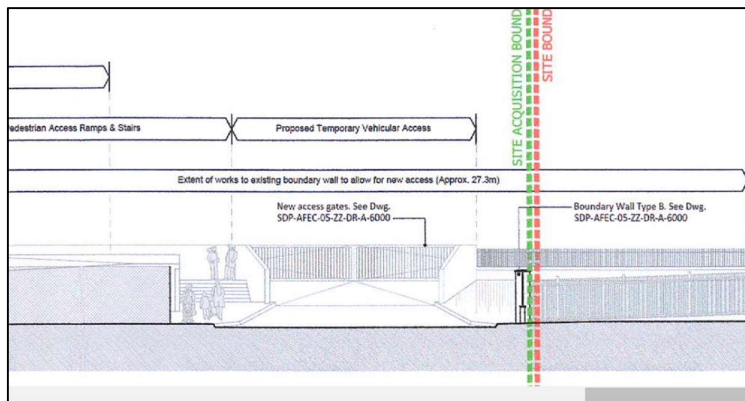 SITE ACQUISITION BOUND
SITE BOUND
edestrian Access Ramps & Stairs
Proposed Temporary Vehicular Access
Extent of works to existing boundary wall to allow for new access (Approx. 27.3m)
New access gates. See Dwg.
SDP-AFEC-05-ZZ-DR-A-6000
Boundary Wall Type B. See Dwg.
SDP-AFEC-05-ZZ-DR-A-6000